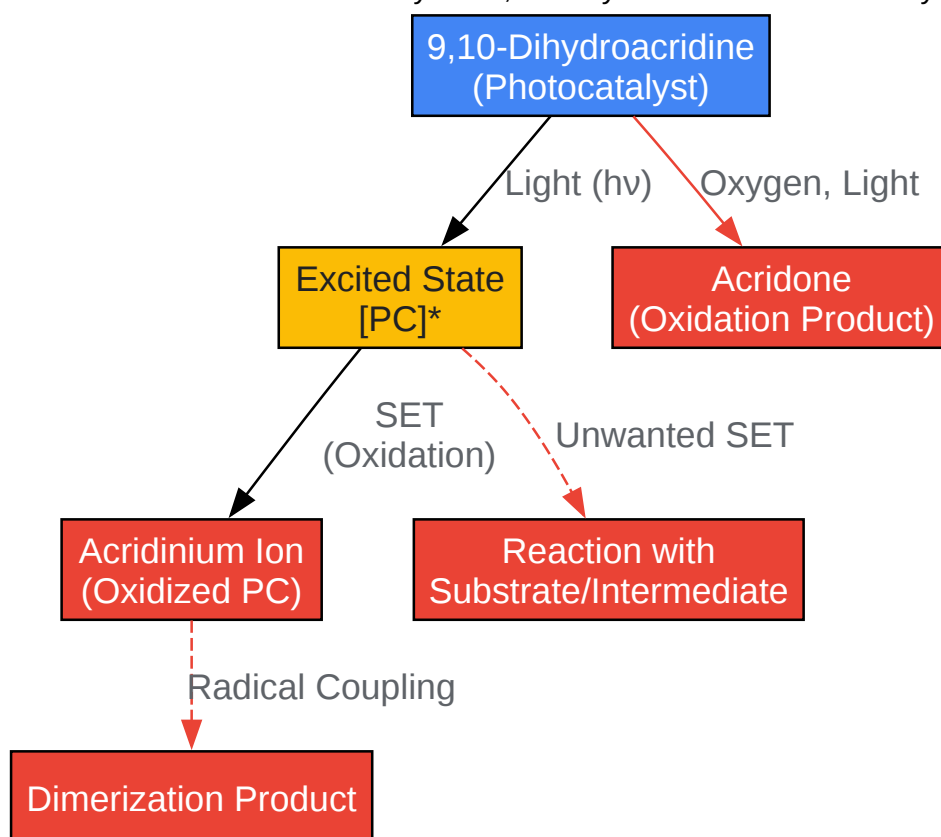 9,10-Dihydroacridine
(Photocatalyst)
Light (hν)
Oxygen, Light
Excited State
[PC]*
Acridone
(Oxidation Product)
SET
(Oxidation)
Unwanted SET
Acridinium Ion
(Oxidized PC)
Reaction with
Substrate/Intermediate
Radical Coupling
Dimerization Product